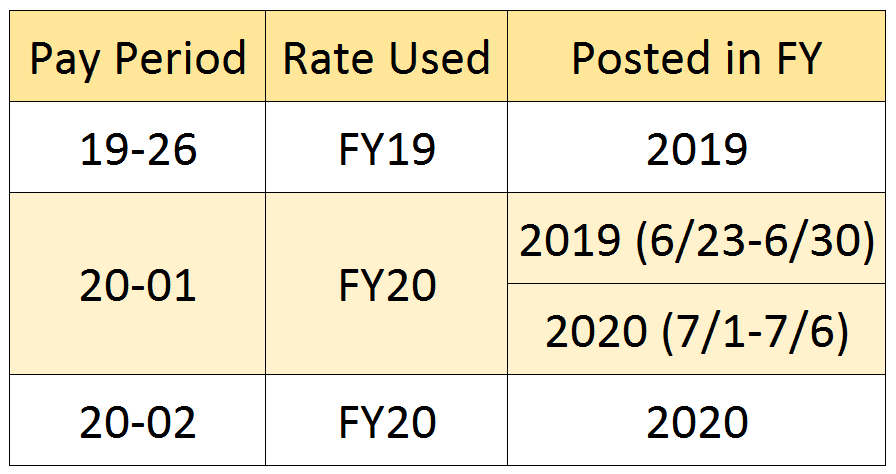 Pay Period Rate Used Posted in FY
19-26 FY19 2019
20-01 FY20 2019 (6/23-6/30)
2020 (7/1-7/6)
20-02 FY20 2020